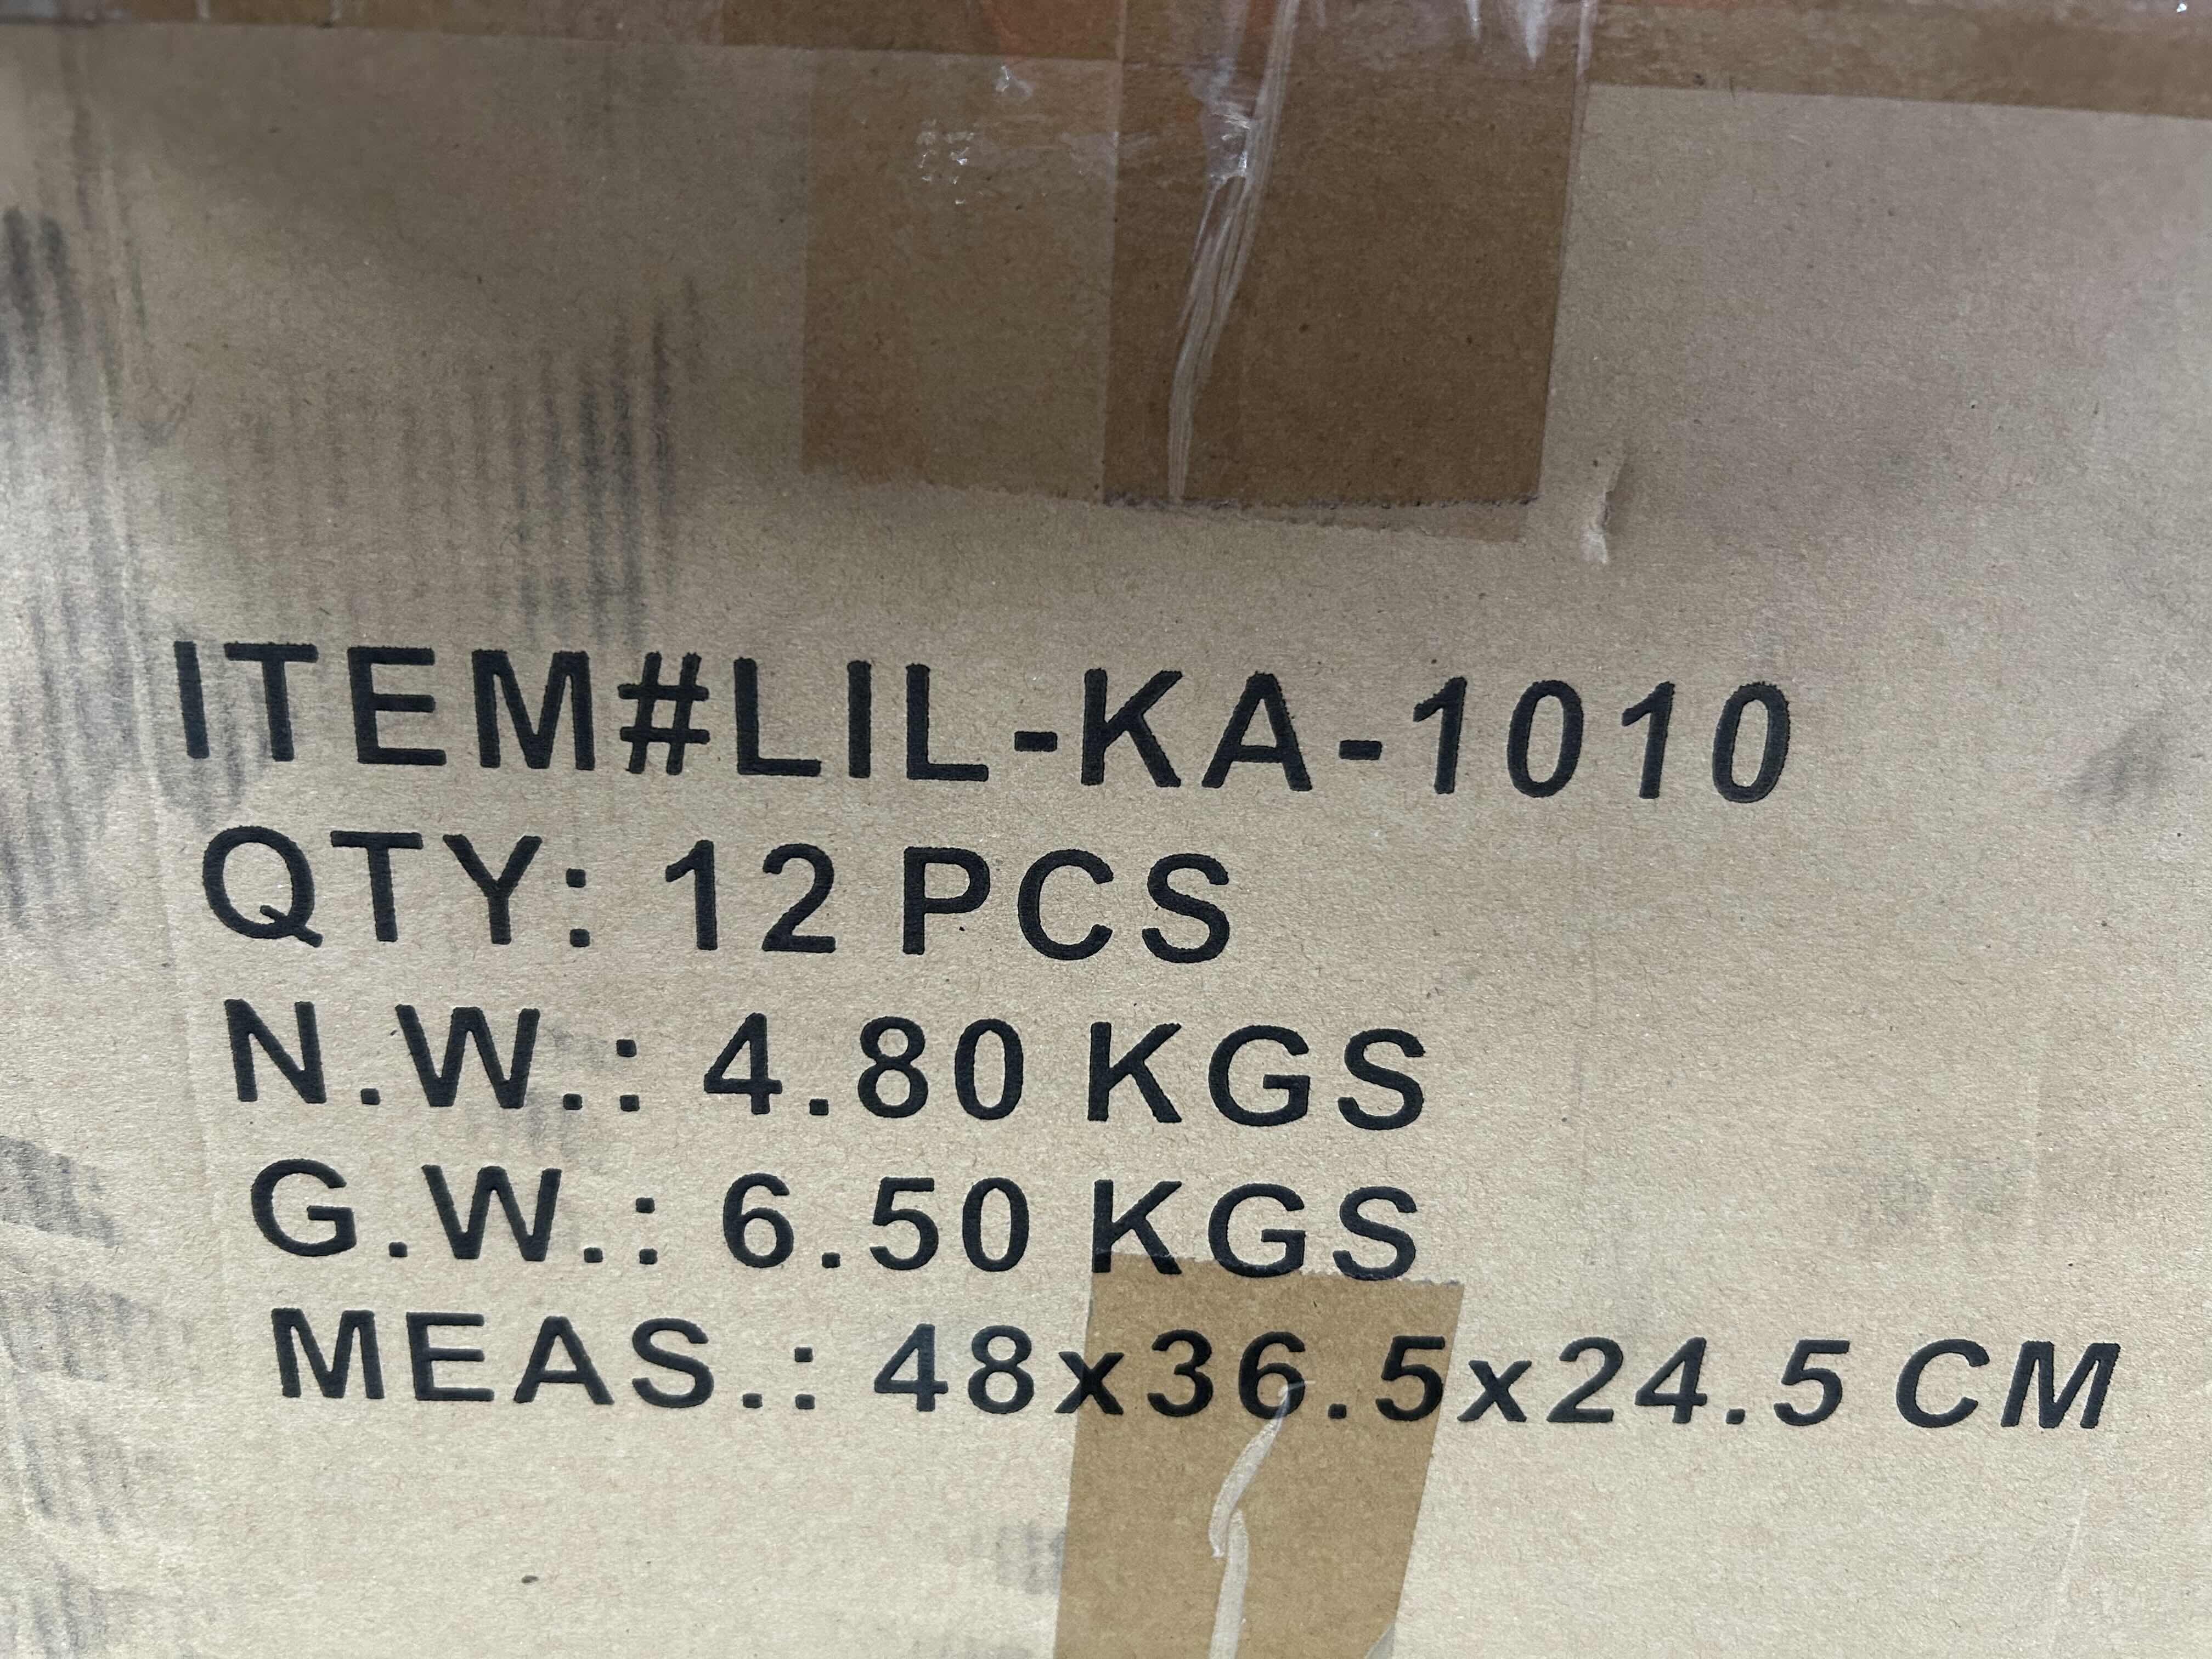 ITEM#LIL-KA-1010
QTY: 12 PCS
N.W.: 4.80 KGS
G.W.: 6.50 KGS
MEAS.: 48x36.5x24.5 CM